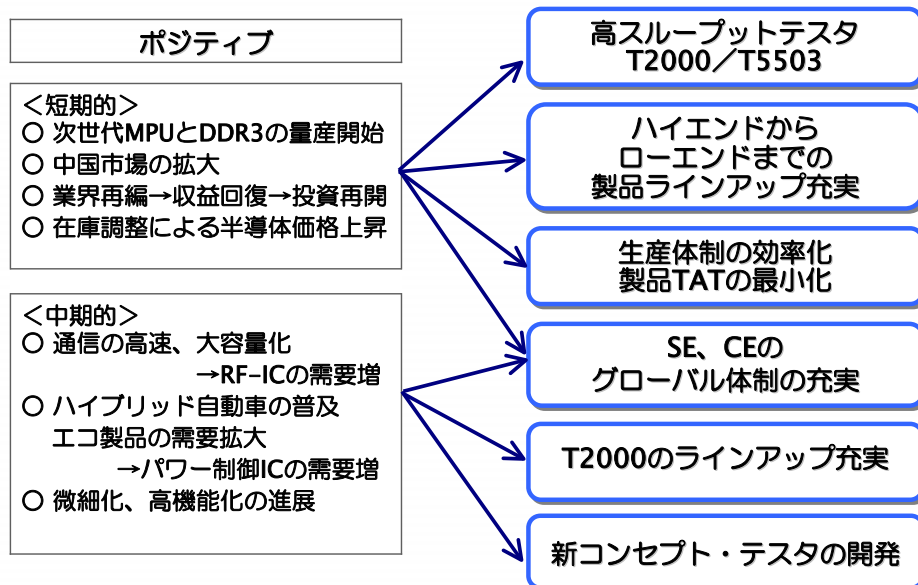 ポジティブ
＜短期的＞
○ 次世代MPUとDDR3の量産開始
○ 中国市場の拡大
○ 業界再編→収益回復→投資再開
○ 在庫調整による半導体価格上昇
＜中期的＞
○ 通信の高速、大容量化
→RF–ICの需要増
○ ハイブリッド自動車の普及
エコ製品の需要拡大
→パワー制御ICの需要増
○ 微細化、高機能化の進展
高スループットテスタ
T2000／T5503
ハイエンドから
ローエンドまでの
製品ラインアップ充実
生産体制の効率化
製品TATの最小化
SE、CEの
グローバル体制の充実
T2000のラインアップ充実
新コンセプト・テスタの開発